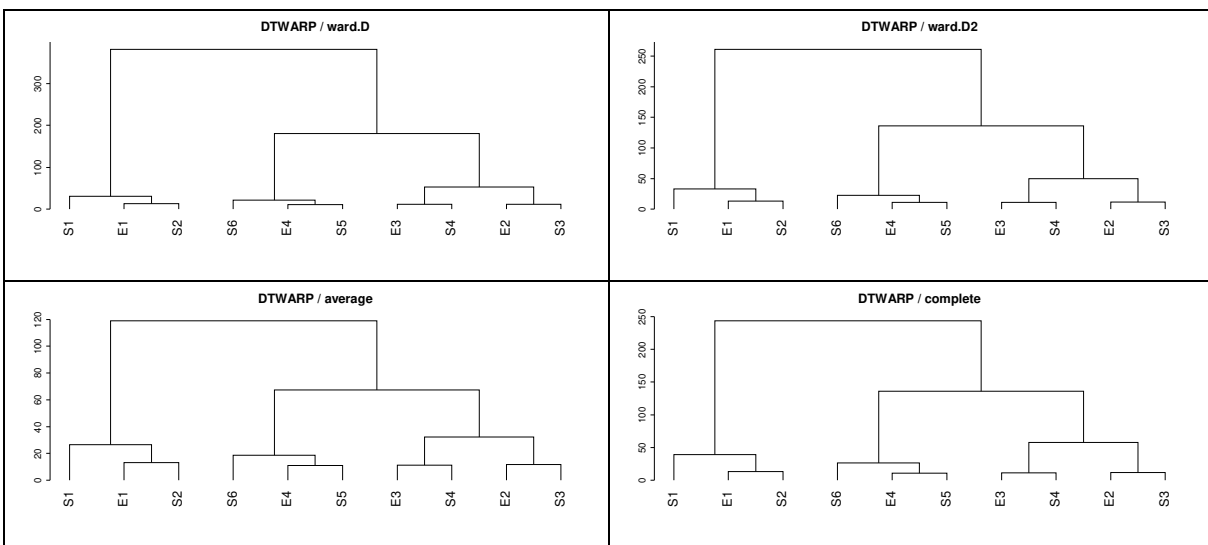 DTWARP / ward.D
300
200
100
0
S1 E1 S2 S6 E4 S5 E3 S4 E2 S3
DTWARP / ward.D2
250
200
150
100
50
0
S1 E1 S2 S6 E4 S5 E3 S4 E2 S3
DTWARP / average
120
100
80
60
40
20
0
S1 E1 S2 S6 E4 S5 E3 S4 E2 S3
DTWARP / complete
250
200
150
100
50
0
S1 E1 S2 S6 E4 S5 E3 S4 E2 S3